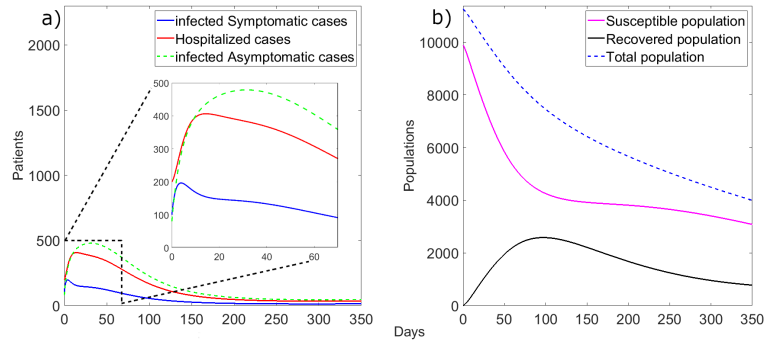 a)
infected Symptomatic cases
Hospitalized cases
infected Asymptomatic cases
Patients
2000
1500
1000
500
0
0 50 100 150 200 250 300 350
500
400
300
200
100
0
0 20 40 60
b)
Susceptible population
Recovered population
Total population
Populations
10000
8000
6000
4000
2000
0
0 50 100 150 200 250 300 350
Days